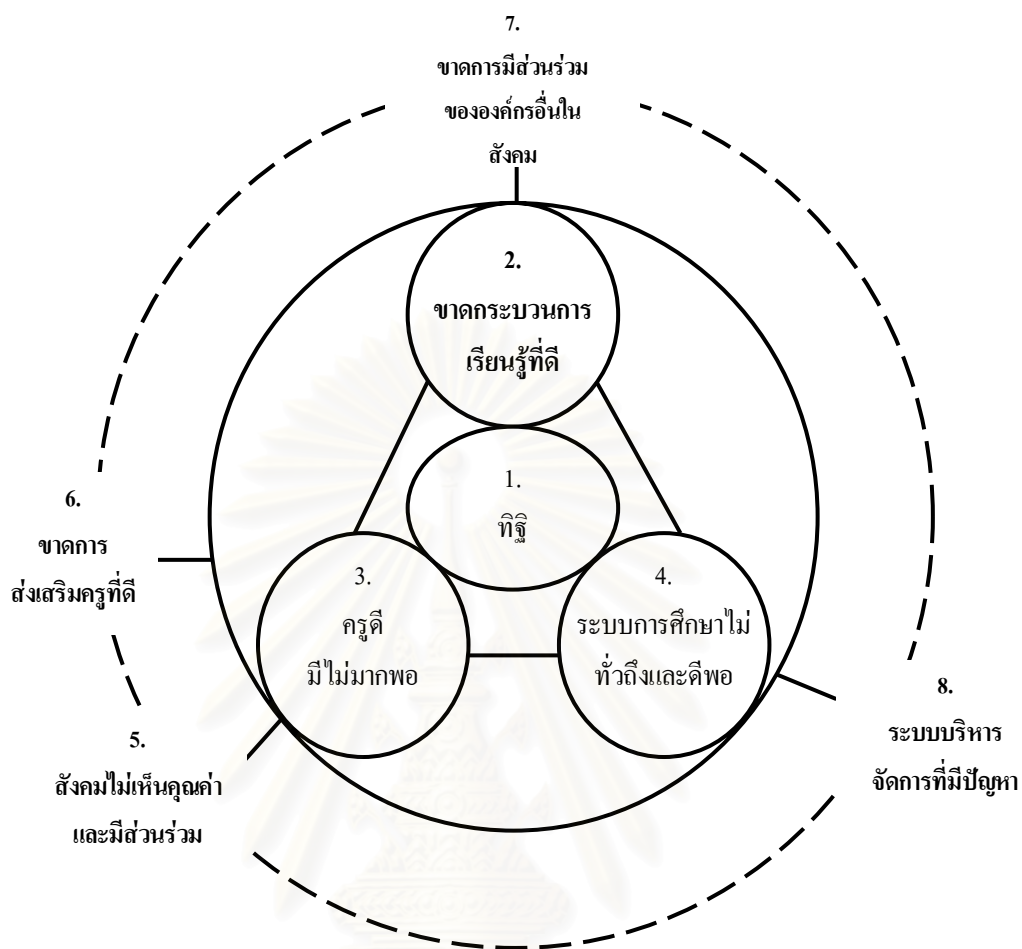 7.
ขาดการมีส่วนร่วม
ขององค์กรอื่นใน
สังคม
2.
ขาดกระบวนการ
เรียนรู้ที่ดี
1.
ทิฐิ
6.
ขาดการ
ส่งเสริมครูที่ดี
3.
ครูดี
มีไม่มากพอ
4.
ระบบการศึกษาไม่
ทั่วถึงและดีพอ
5.
สังคมไม่เห็นคุณค่า
และมีส่วนร่วม
8.
ระบบบริหาร
จัดการที่มีปัญหา